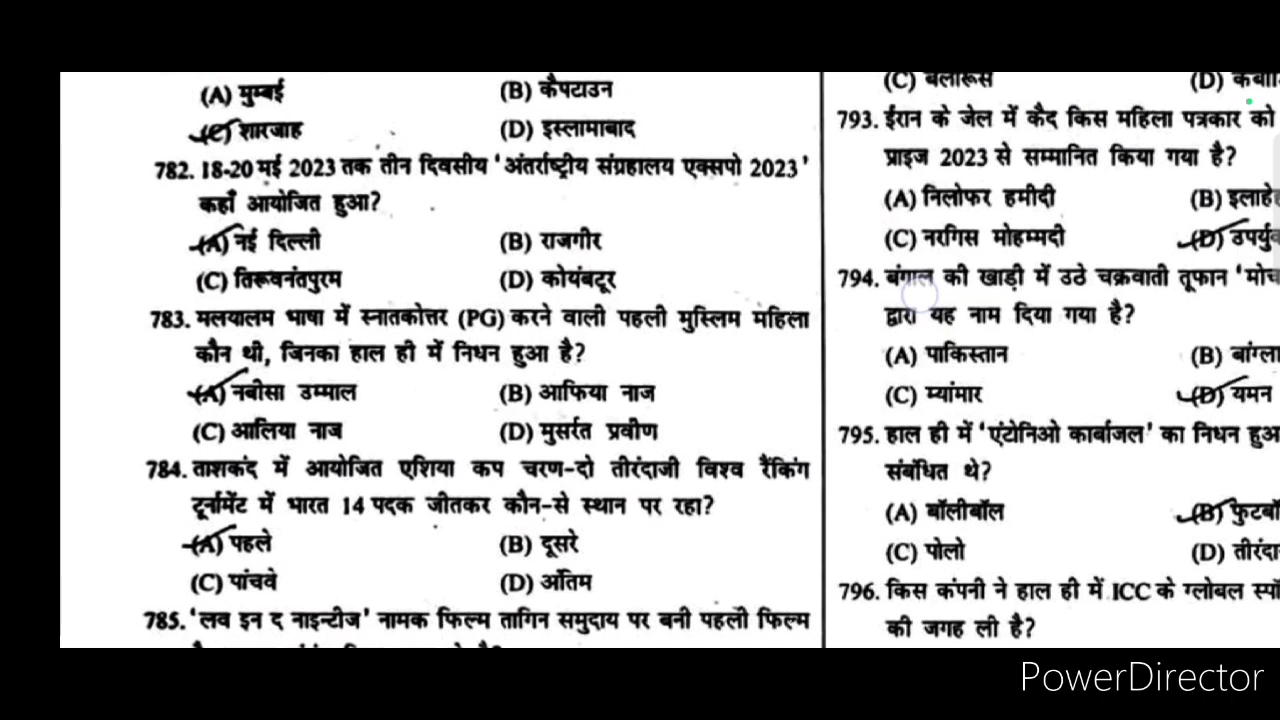 (A) मुम्बई
(B) कैपटाउन
(C) शारजाह
(D) इस्लामाबाद
782. 18-20 मई 2023 तक तीन दिवसीय 'अंतर्राष्ट्रीय संग्रहालय एक्सपो 2023'
कहाँ आयोजित हुआ?
(A) नई दिल्ली
(B) राजगीर
(C) तिरूवनंतपुरम
(D) कोयंबटूर
783. मलयालम भाषा में स्नातकोत्तर (PG) करने वाली पहली मुस्लिम महिला
कौन थी, जिनका हाल ही में निधन हुआ है?
(A) नबीसा उम्माल
(B) आफिया नाज
(C) आलिया नाज
(D) मुसर्रत प्रवीण
784. ताशकंद में आयोजित एशिया कप चरण-दो तीरंदाजी विश्व रैंकिंग
टूर्नामेंट में भारत 14 पदक जीतकर कौन-से स्थान पर रहा?
(A) पहले
(B) दूसरे
(C) पांचवे
(D) अंतिम
785. 'लव इन द नाइन्टीज' नामक फिल्म तागिन समुदाय पर बनी पहली फिल्म
(C) बेलारूस
(D)
793. ईरान के जेल में कैद किस महिला पत्रकार को
प्राइज 2023 से सम्मानित किया गया है?
(A) निलोफर हमीदी
(B) इलाहे
(C) नरगिस मोहम्मदी
(D) उपर्यु
794. बंगाल की खाड़ी में उठे चक्रवाती तूफान 'मोच
द्वारा यह नाम दिया गया है?
(A) पाकिस्तान
(B) बांग्ला
(C) म्यांमार
(D) यमन
795. हाल ही में 'एंटोनिओ कार्बाजल' का निधन हुआ
संबंधित थे?
(A) बॉलीबॉल
(B) फुटबॉ
(C) पोलो
(D) तीरंदा
796. किस कंपनी ने हाल ही में ICC के ग्लोबल स्पॉ
की जगह ली है?
PowerDirector